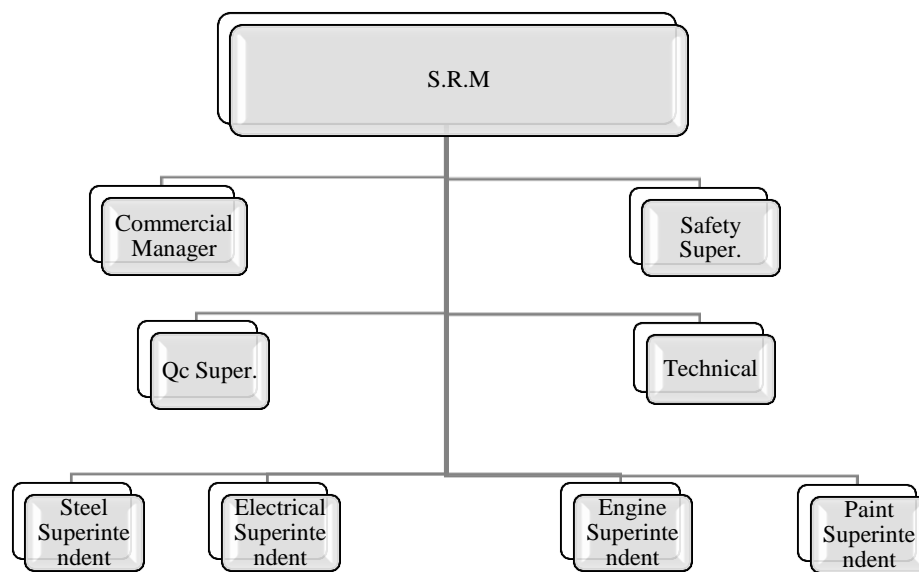 S.R.M
Commercial
Manager
Safety
Super.
Qc Super.
Technical
Steel
Superinte
ndent
Electrical
Superinte
ndent
Engine
Superinte
ndent
Paint
Superinte
ndent